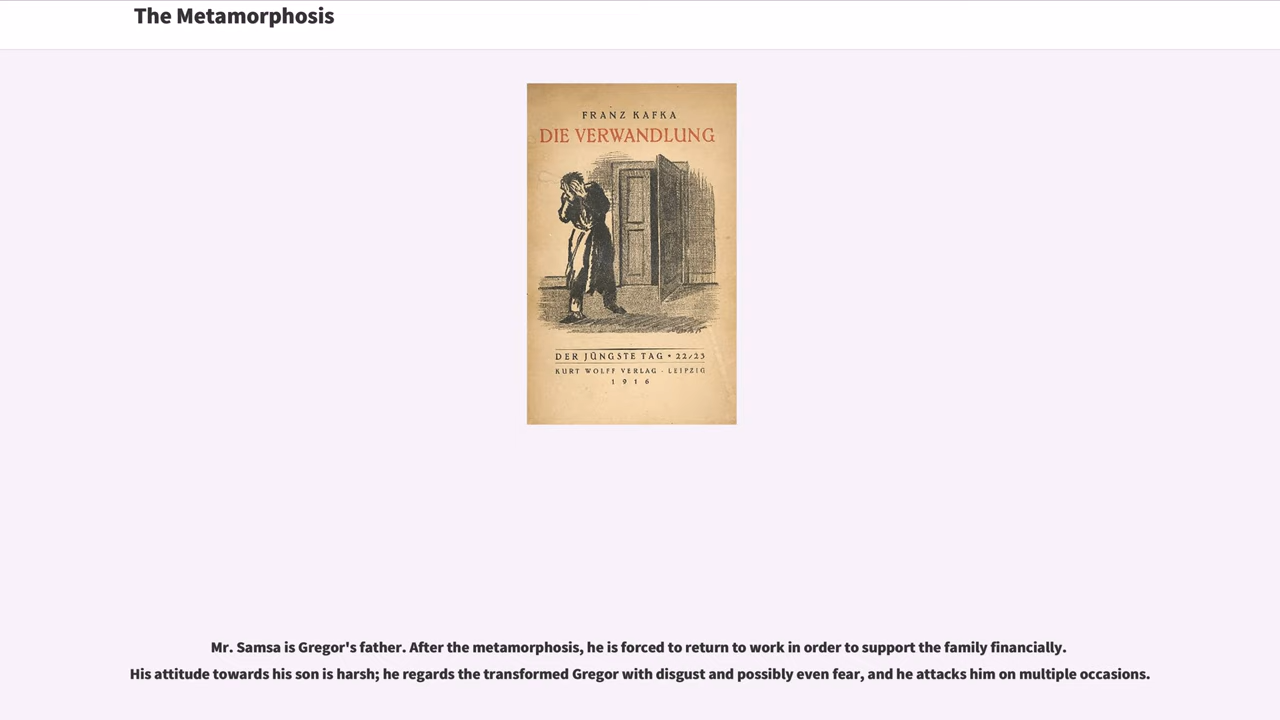 The Metamorphosis
FRANZ KAFKA
DIE VERWANDLUNG
DER JÜNGSTE TAG • 22/23
KURT WOLFF VERLAG · LEIPZIG
1916
Mr. Samsa is Gregor's father. After the metamorphosis, he is forced to return to work in order to support the family financially.
His attitude towards his son is harsh; he regards the transformed Gregor with disgust and possibly even fear, and he attacks him on multiple occasions.